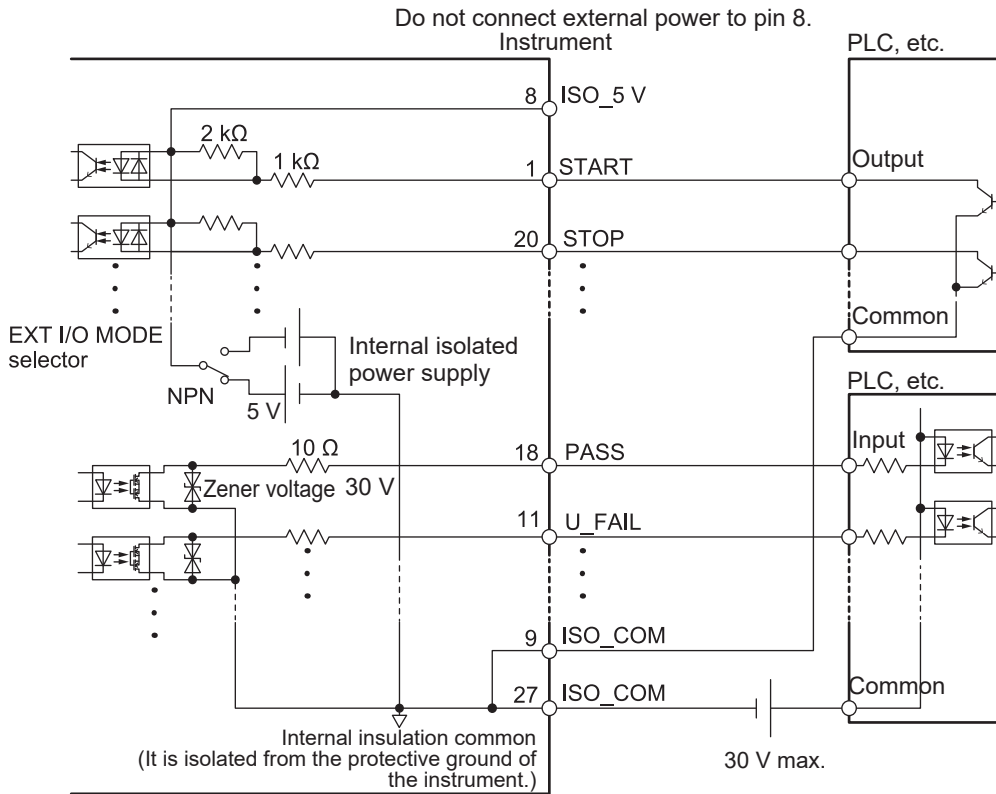 Do not connect external power to pin 8.
Instrument
PLC, etc.
8 ISO_5 V
2 kΩ
1 kΩ
1 START
Output
20 STOP
Common
EXT I/O MODE
selector
Internal isolated
power supply
NPN
5 V
PLC, etc.
10 Ω
18 PASS
Input
Zener voltage 30 V
11 U_FAIL
9 ISO_COM
27 ISO_COM
Common
Internal insulation common
(It is isolated from the protective ground of
the instrument.)
30 V max.